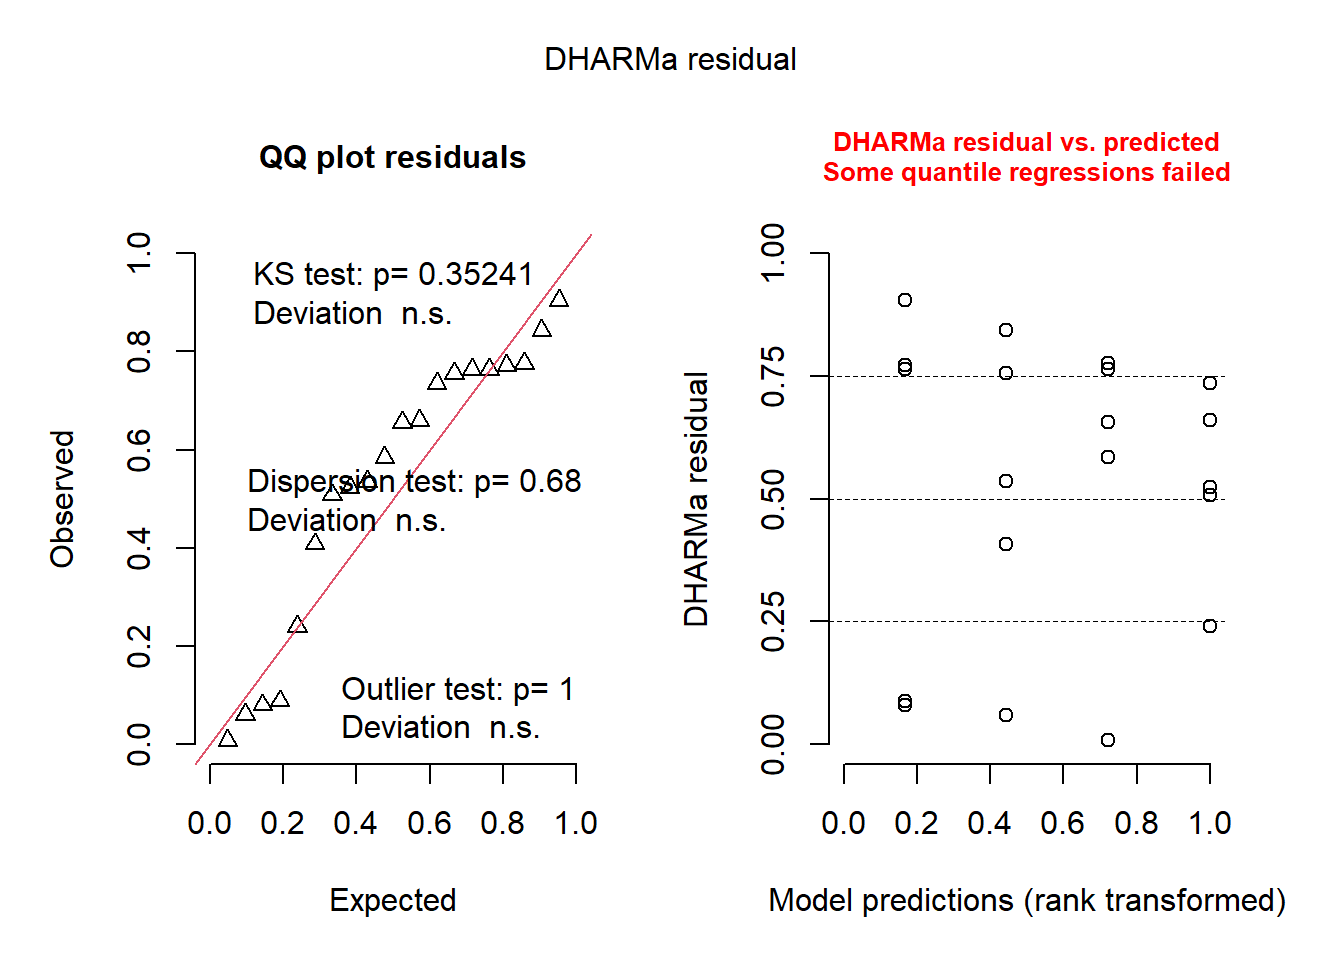 DHARMa residual
QQ plot residuals
KS test: p= 0.35241
Deviation  n.s.
Dispersion test: p= 0.68
Deviation  n.s.
Outlier test: p= 1
Deviation  n.s.
Observed
0.0 0.2 0.4 0.6 0.8 1.0
0.0 0.2 0.4 0.6 0.8 1.0
Expected
DHARMa residual vs. predicted
Some quantile regressions failed
DHARMa residual
0.00 0.25 0.50 0.75 1.00
0.0 0.2 0.4 0.6 0.8 1.0
Model predictions (rank transformed)